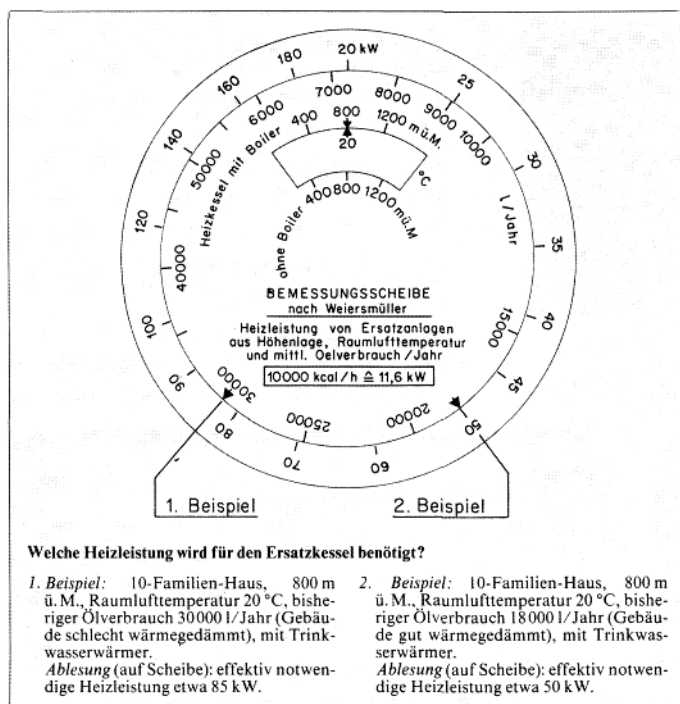 20 kW
25
30
35
40
45
50
60
70
80
90
100
120
140
160
180
7000
8000
9000
10000
l/Jahr
15000
20000
25000
30000
40000
50000
6000
Heizkessel mit Boiler 400 800 1200 mü.M.
20 °C
ohne Boiler 400 800 1200 mü.M
BEMESSUNGSSCHEIBE
nach Weiersmüller
Heizleistung von Ersatzanlagen
aus Höhenlage, Raumlufttemperatur
und mittl. Oelverbrauch/Jahr
10000 kcal/h ≙ 11,6 kW
1. Beispiel
2. Beispiel
Welche Heizleistung wird für den Ersatzkessel benötigt?
1. Beispiel: 10-Familien-Haus, 800 m
ü. M., Raumlufttemperatur 20 °C, bishe-
riger Ölverbrauch 30000 l/Jahr (Gebäu-
de schlecht wärmegedämmt), mit Trink-
wasserwärmer.
Ablesung (auf Scheibe): effektiv notwen-
dige Heizleistung etwa 85 kW.
2. Beispiel: 10-Familien-Haus, 800 m
ü. M., Raumlufttemperatur 20 °C, bishe-
riger Ölverbrauch 18000 l/Jahr (Gebäu-
de gut wärmegedämmt), mit Trinkwas-
serwärmer.
Ablesung (auf Scheibe): effektiv notwen-
dige Heizleistung etwa 50 kW.